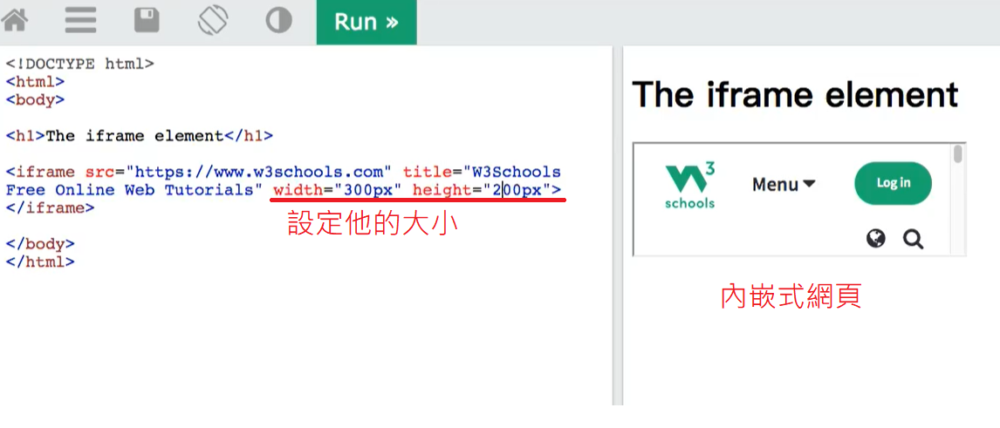 Run »
<!DOCTYPE html>
<html>
<body>
<h1>The iframe element</h1>
<iframe src="https://www.w3schools.com" title="W3Schools
Free Online Web Tutorials" width="300px" height="200px">
</iframe>
設定他的大小
</body>
</html>
The iframe element
W3
schools
Menu
Log in
內嵌式網頁